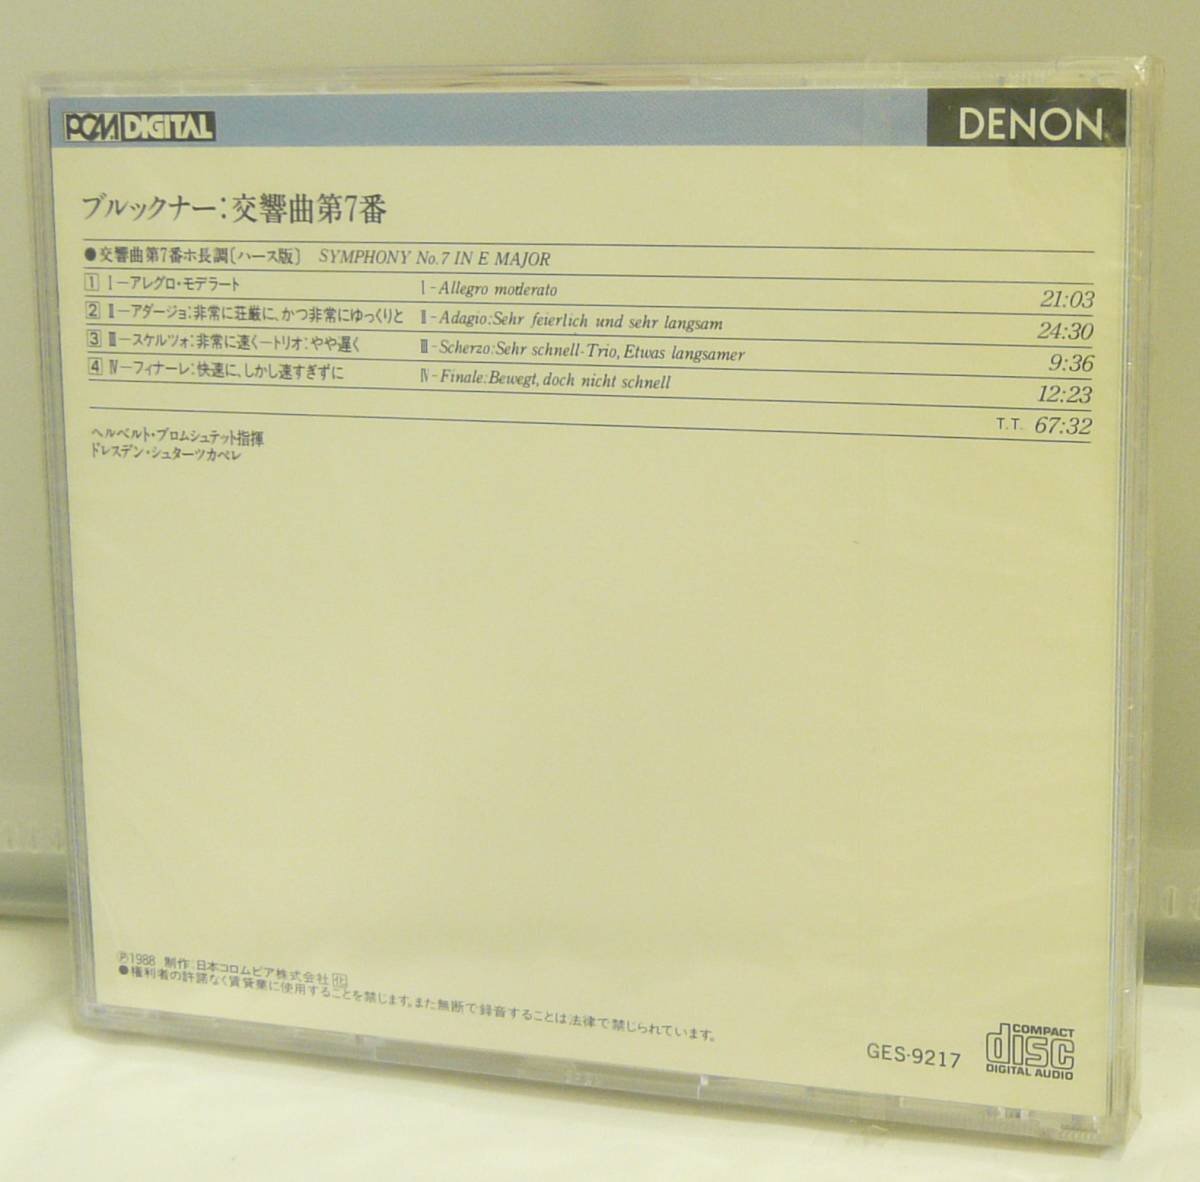 PCM DIGITAL
DENON
ブルックナー：交響曲第7番
●交響曲第7番ホ長調〔ハース版〕 SYMPHONY No.7 IN E MAJOR
1 Ⅰ－アレグロ・モデラート Ⅰ-Allegro moderato 21:03
2 Ⅱ－アダージョ：非常に荘厳に、かつ非常にゆっくりと Ⅱ-Adagio:Sehr feierlich und sehr langsam 24:30
3 Ⅲ－スケルツォ：非常に速く－トリオ：やや遅く Ⅲ-Scherzo:Sehr schnell-Trio, Etwas langsamer 9:36
4 Ⅳ－フィナーレ：快速に、しかし速すぎずに Ⅳ-Finale:Bewegt, doch nicht schnell 12:23
T.T. 67:32
ヘルベルト・ブロムシュテット指揮
ドレスデン・シュターツカペレ
Ⓟ1988 制作：日本コロムビア株式会社
●権利者の許諾なく賃貸業に使用することを禁じます。また無断で録音することは法律で禁じられています。
GES-9217
COMPACT
disc
DIGITAL AUDIO